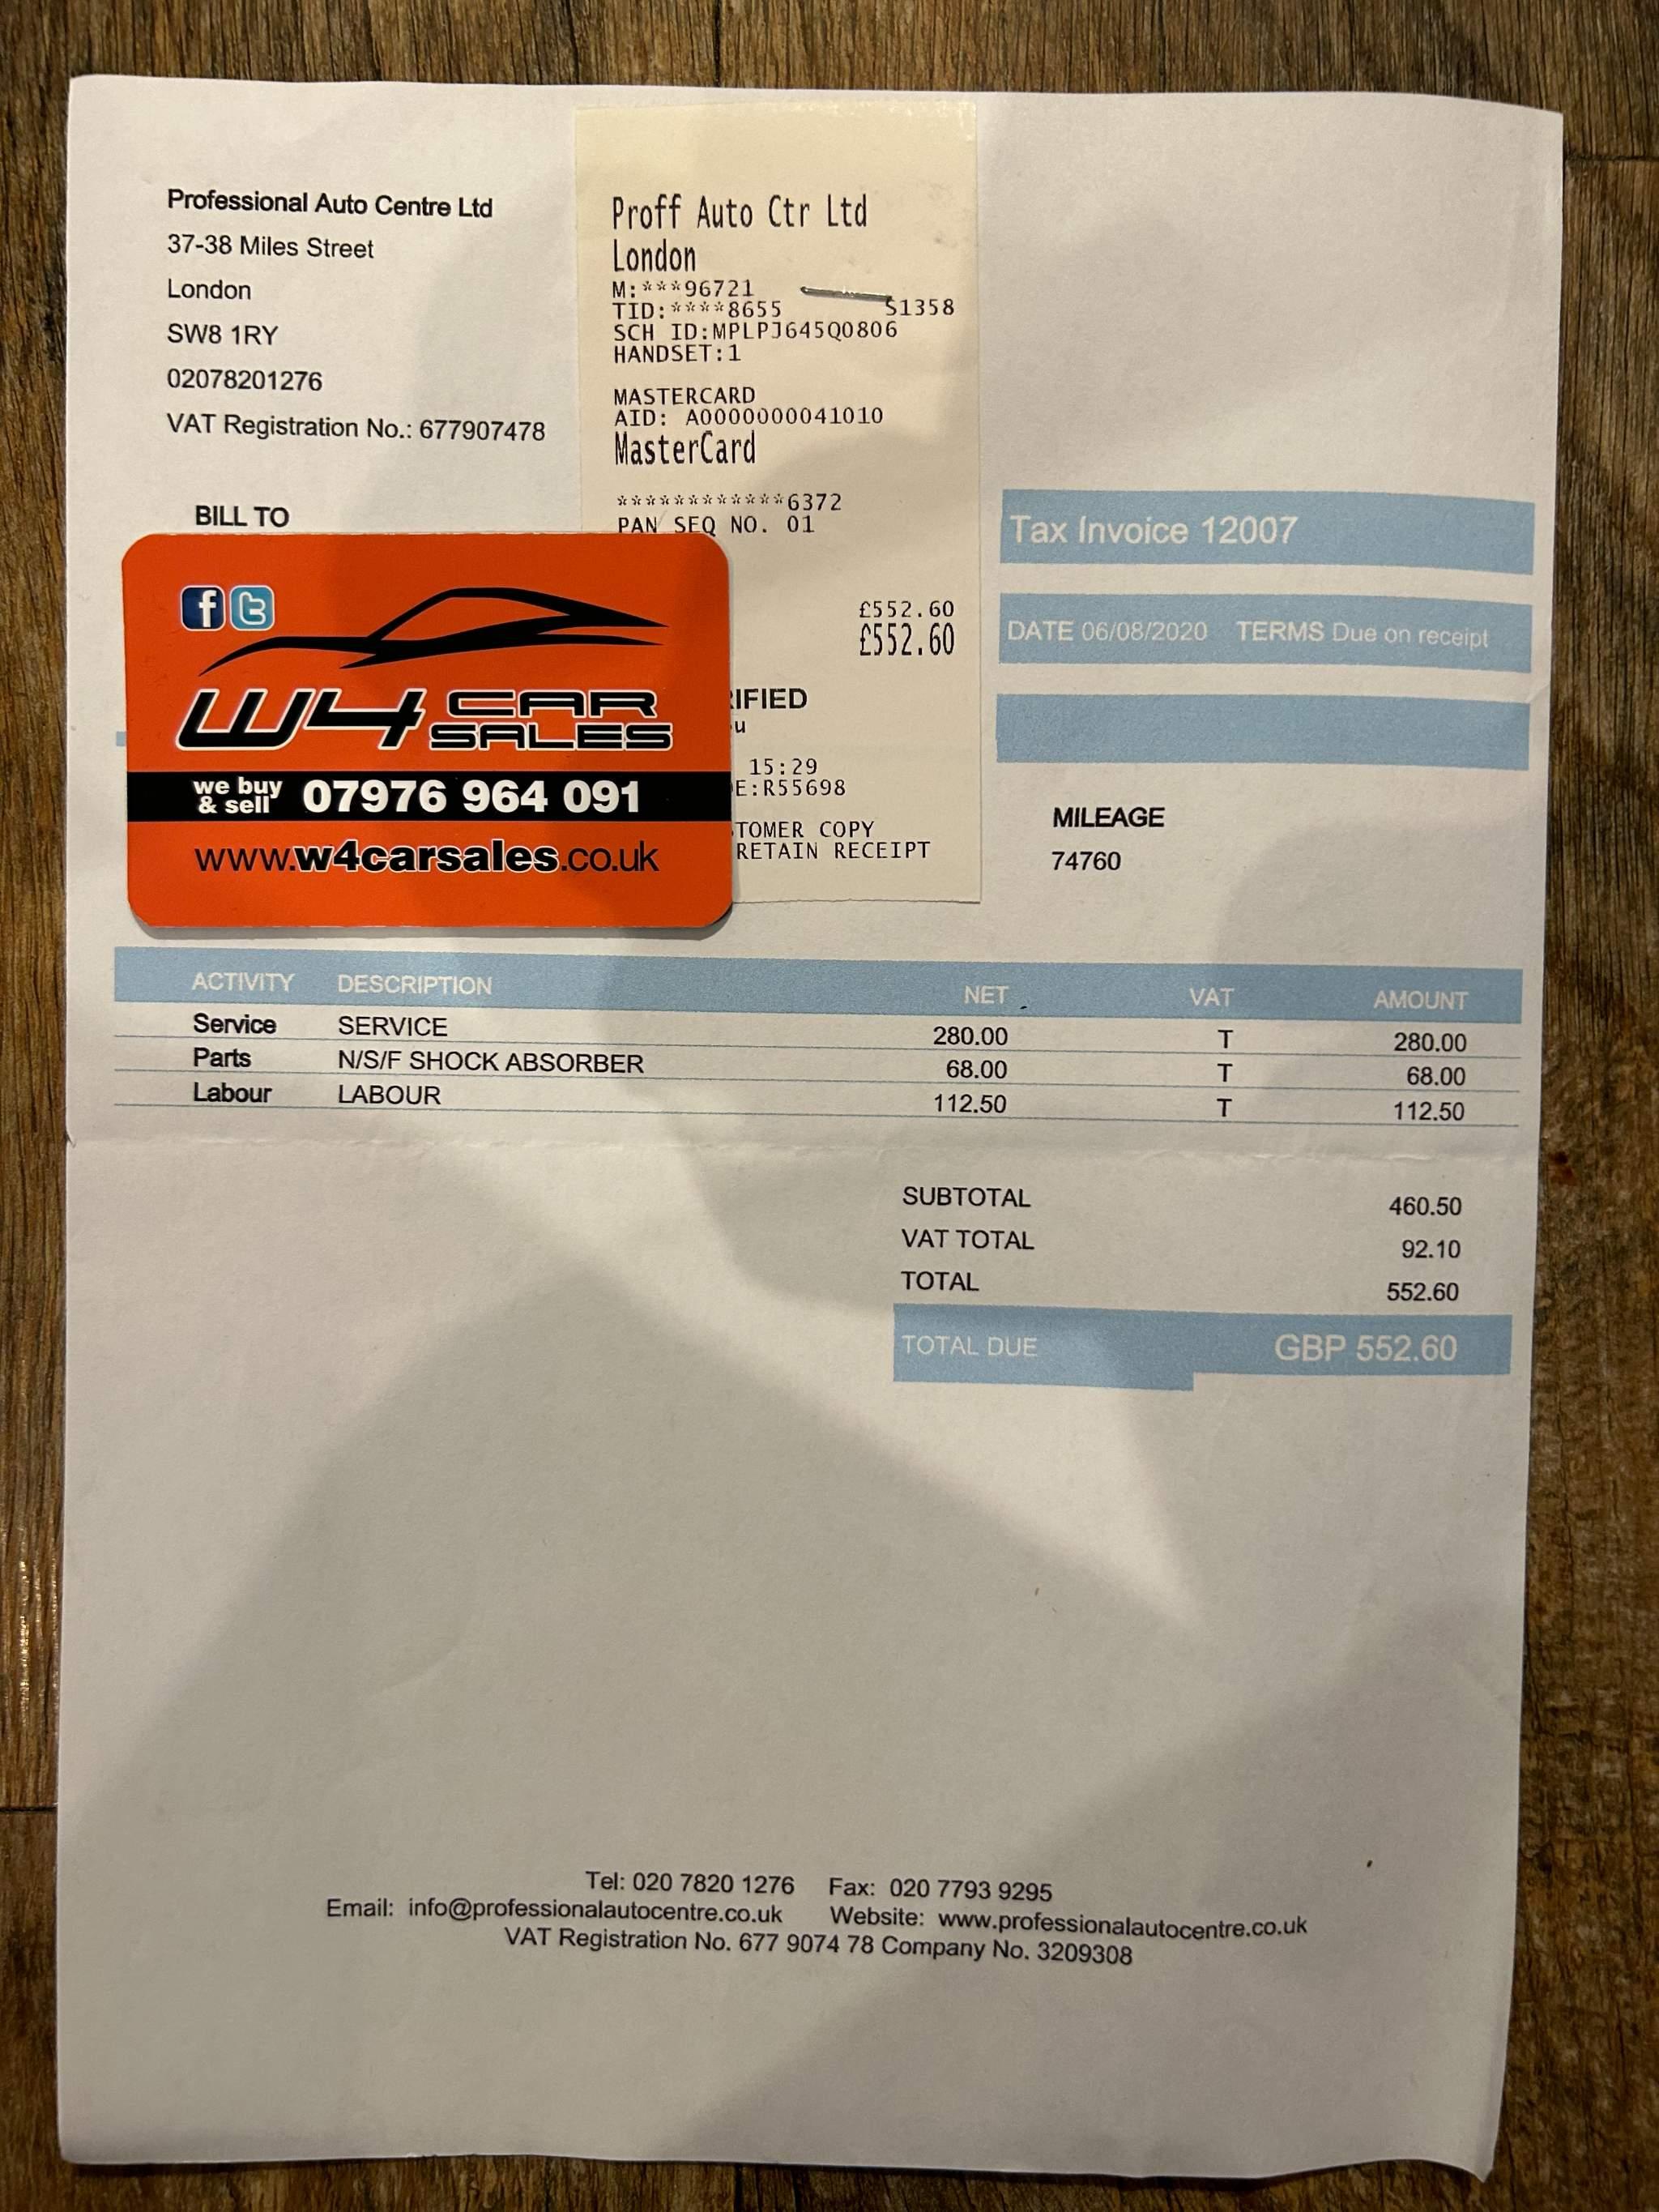 Professional Auto Centre Ltd
37-38 Miles Street
London
SW8 1RY
02078201276
VAT Registration No.: 677907478
BILL TO
Proff Auto Ctr Ltd
London
M:***96721
TID:****8655 S1358
SCH ID:MPLPJ645Q0806
HANDSET:1
MASTERCARD
AID: A0000000041010
MasterCard
************6372
PAN SEQ NO. 01
£552.60
£552.60
RIFIED
u
15:29
E:R55698
TOMER COPY
RETAIN RECEIPT
f t
W4 CAR SALES
we buy & sell 07976 964 091
www.w4carsales.co.uk
Tax Invoice 12007
DATE 06/08/2020 TERMS Due on receipt
MILEAGE
74760
ACTIVITY DESCRIPTION NET VAT AMOUNT
Service SERVICE 280.00 T 280.00
Parts N/S/F SHOCK ABSORBER 68.00 T 68.00
Labour LABOUR 112.50 T 112.50
SUBTOTAL 460.50
VAT TOTAL 92.10
TOTAL 552.60
TOTAL DUE GBP 552.60
Tel: 020 7820 1276 Fax: 020 7793 9295
Email: info@professionalautocentre.co.uk Website: www.professionalautocentre.co.uk
VAT Registration No. 677 9074 78 Company No. 3209308